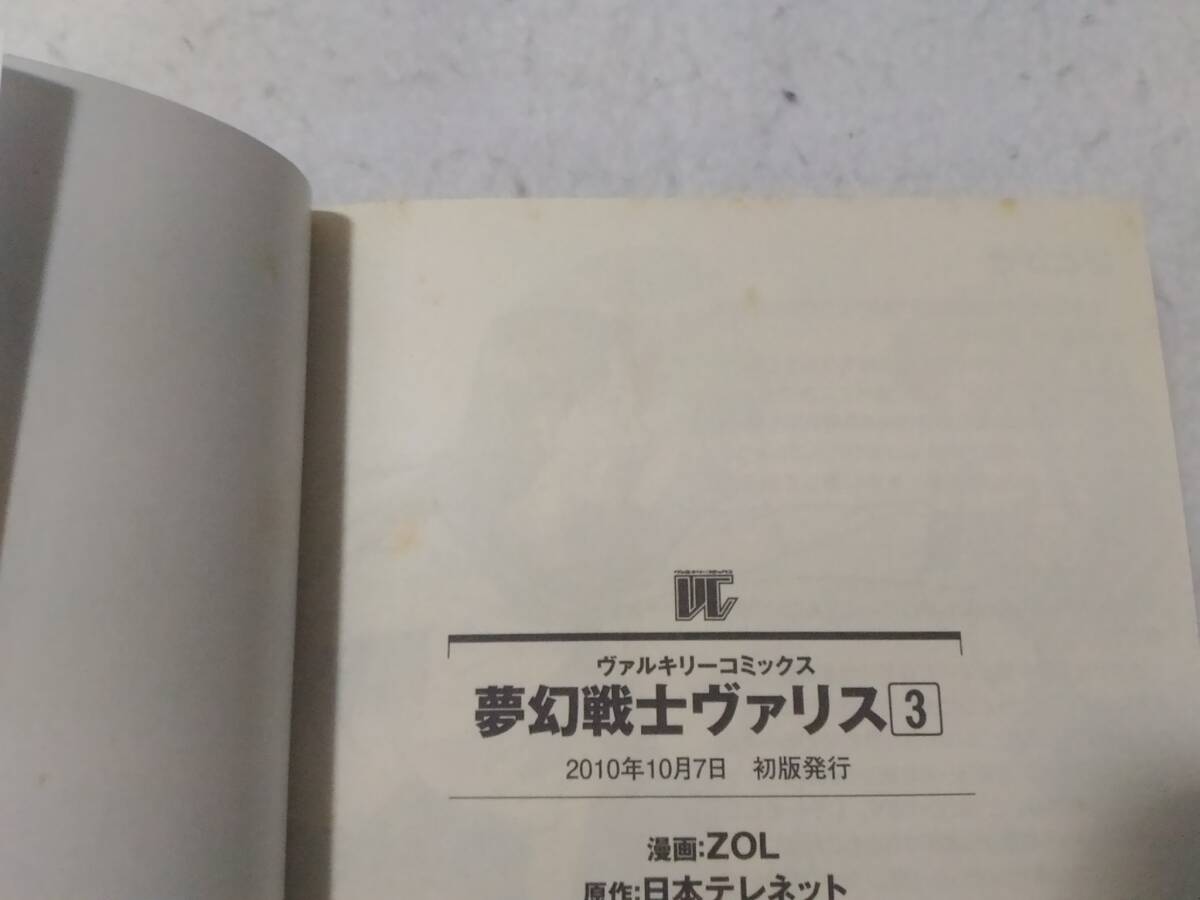 VC
ヴァルキリーコミックス
夢幻戦士ヴァリス3
2010年10月7日 初版発行
漫画:ZOL
原作:日本テレネット